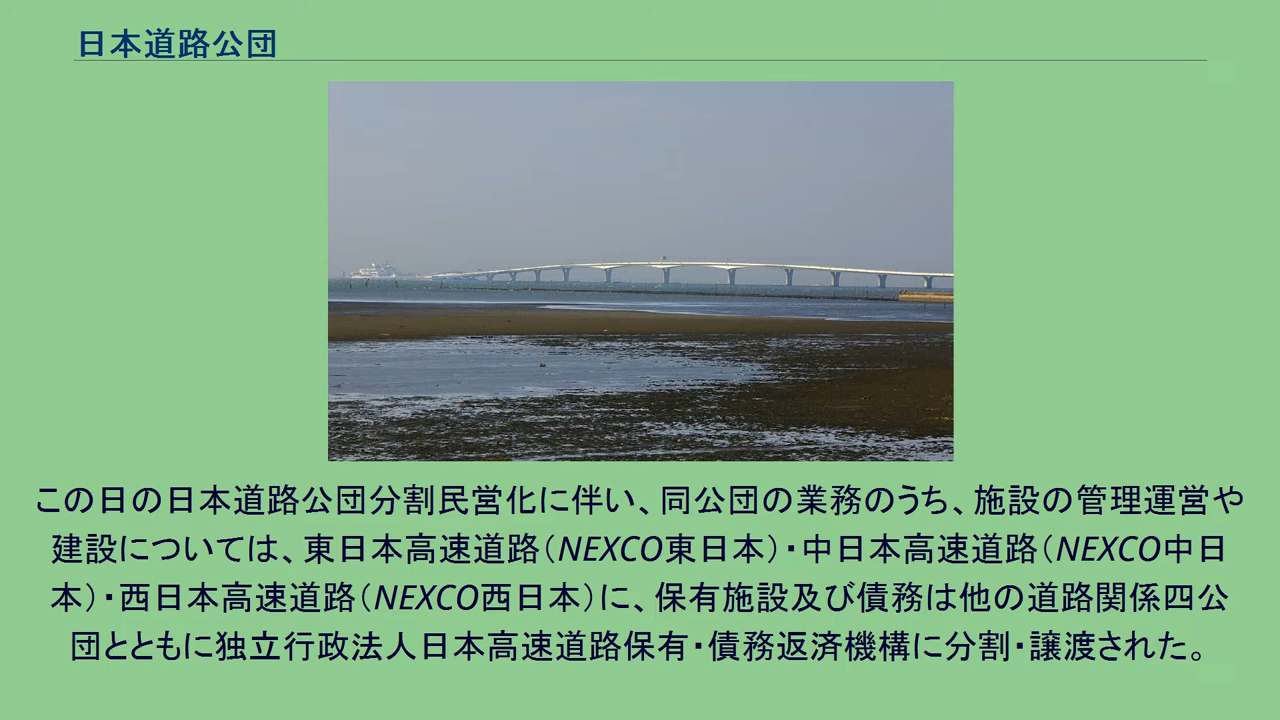 日本道路公団
この日の日本道路公団分割民営化に伴い、同公団の業務のうち、施設の管理運営や
建設については、東日本高速道路（NEXCO東日本）・中日本高速道路（NEXCO中日
本）・西日本高速道路（NEXCO西日本）に、保有施設及び債務は他の道路関係四公
団とともに独立行政法人日本高速道路保有・債務返済機構に分割・譲渡された。